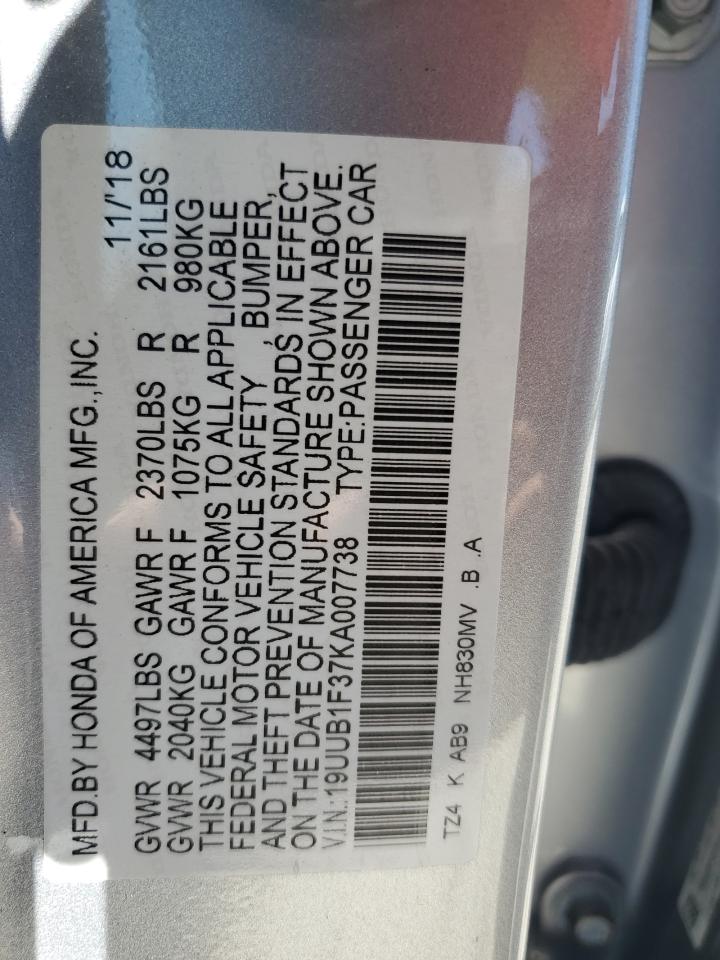 MFD.BY HONDA OF AMERICA MFG.,INC. 11/'18
GVWR 4497LBS GAWR F 2370LBS R 2161LBS
GVWR 2040KG GAWR F 1075KG R 980KG
THIS VEHICLE CONFORMS TO ALL APPLICABLE
FEDERAL MOTOR VEHICLE SAFETY , BUMPER,
AND THEFT PREVENTION STANDARDS IN EFFECT
ON THE DATE OF MANUFACTURE SHOWN ABOVE.
V.I.N.:19UUB1F37KA007738 TYPE:PASSENGER CAR
TZ4 K AB9 NH830MV .B .A